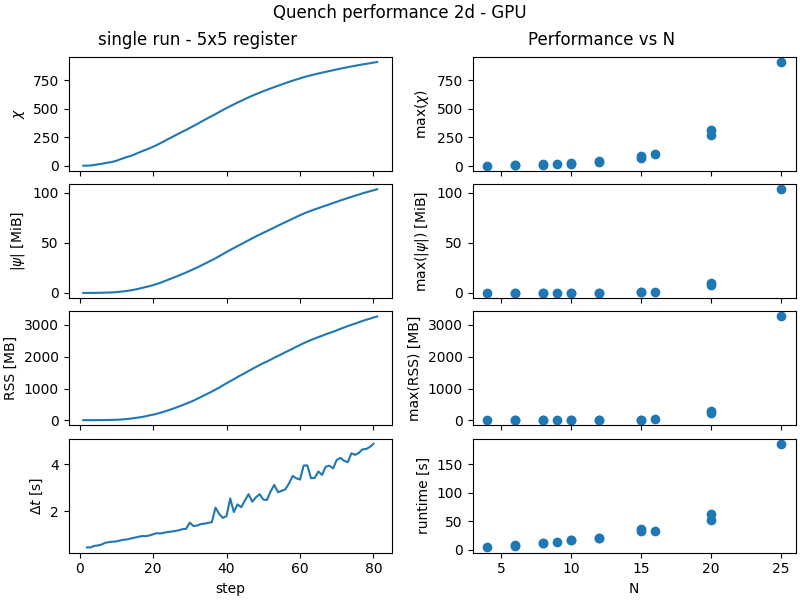 Quench performance 2d - GPU
single run - 5x5 register
Performance vs N
χ
750
500
250
0
max(χ)
750
500
250
0
|ψ| [MiB]
100
50
0
max(|ψ|) [MiB]
100
50
0
RSS [MB]
3000
2000
1000
0
max(RSS) [MB]
3000
2000
1000
0
Δt [s]
4
2
runtime [s]
150
100
50
0
0 20 40 60 80
step
5 10 15 20 25
N